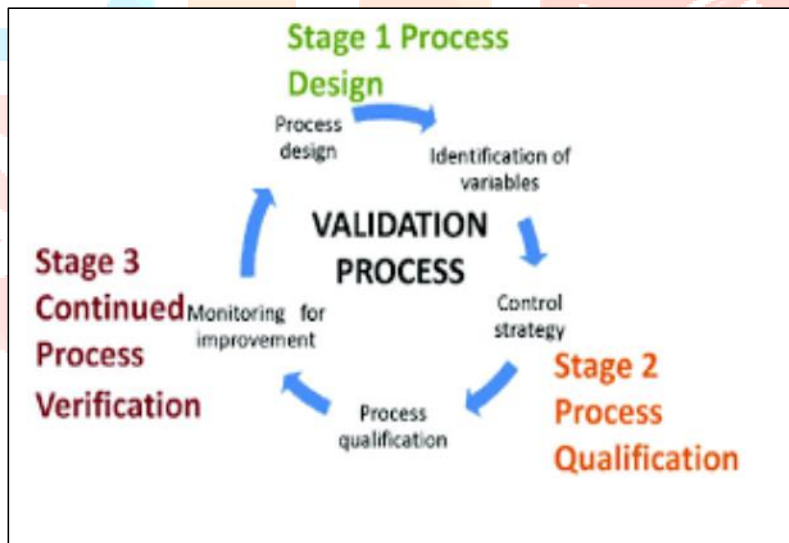 Stage 1 Process
Design
Process
design
Identification of
variables
VALIDATION
PROCESS
Control
strategy
Stage 2
Process
Qualification
Process
qualification
Stage 3
Continued
Process
Verification
Monitoring for
improvement